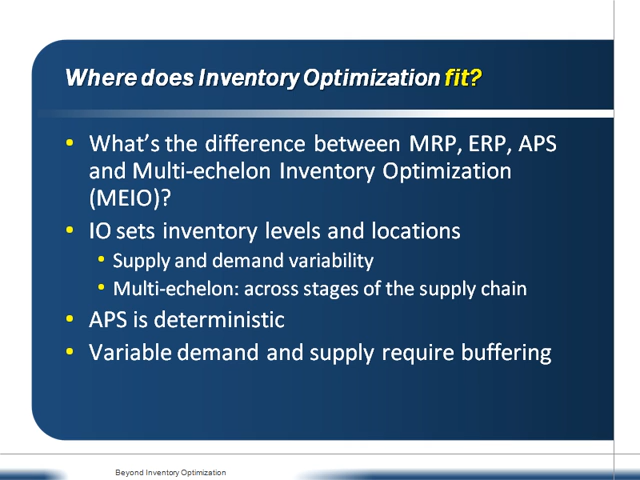 Where does Inventory Optimization fit?
• What's the difference between MRP, ERP, APS
and Multi-echelon Inventory Optimization
(MEIO)?
• IO sets inventory levels and locations
• Supply and demand variability
• Multi-echelon: across stages of the supply chain
• APS is deterministic
• Variable demand and supply require buffering
Beyond Inventory Optimization